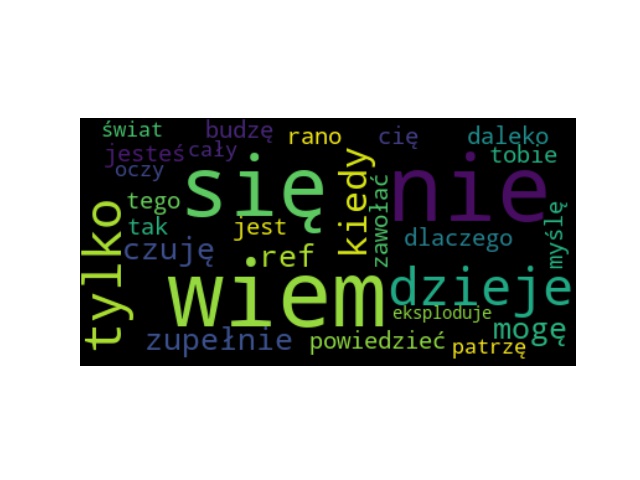 świat budzę rano cię daleko
jesteś cały tobie
oczy
się nie
kiedy
tego zawołać
tylko tak jest dlaczego myślę
czuję ref
wiem dzieje
eksploduje
zupełnie powiedzieć patrzę mogę